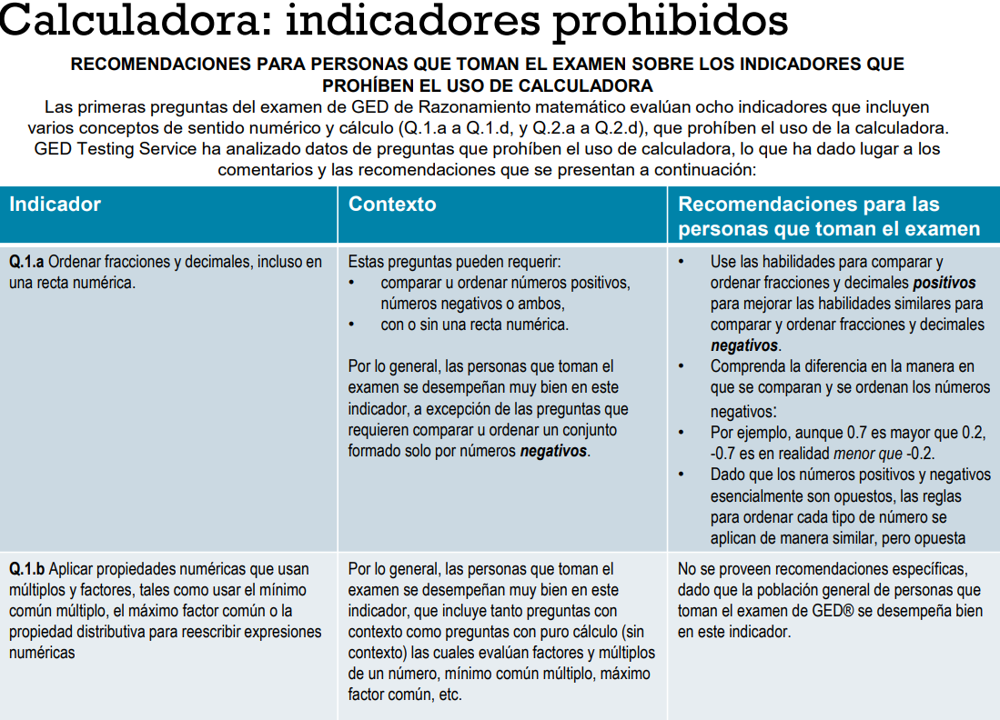 Calculadora: indicadores prohibidos
RECOMENDACIONES PARA PERSONAS QUE TOMAN EL EXAMEN SOBRE LOS INDICADORES QUE
PROHÍBEN EL USO DE CALCULADORA
Las primeras preguntas del examen de GED de Razonamiento matemático evalúan ocho indicadores que incluyen
varios conceptos de sentido numérico y cálculo (Q.1.a a Q.1.d, y Q.2.a a Q.2.d), que prohíben el uso de la calculadora.
GED Testing Service ha analizado datos de preguntas que prohíben el uso de calculadora, lo que ha dado lugar a los
comentarios y las recomendaciones que se presentan a continuación:
Indicador
Contexto
Recomendaciones para las
personas que toman el examen
Q.1.a Ordenar fracciones y decimales, incluso en
una recta numérica.
Estas preguntas pueden requerir:
• comparar u ordenar números positivos,
números negativos o ambos,
• con o sin una recta numérica.
Por lo general, las personas que toman el
examen se desempeñan muy bien en este
indicador, a excepción de las preguntas que
requieren comparar u ordenar un conjunto
formado solo por números negativos.
• Use las habilidades para comparar y
ordenar fracciones y decimales positivos
para mejorar las habilidades similares para
comparar y ordenar fracciones y decimales
negativos.
• Comprenda la diferencia en la manera en
que se comparan y se ordenan los números
negativos:
• Por ejemplo, aunque 0.7 es mayor que 0.2,
-0.7 es en realidad menor que -0.2.
• Dado que los números positivos y negativos
esencialmente son opuestos, las reglas
para ordenar cada tipo de número se
aplican de manera similar, pero opuesta
Q.1.b Aplicar propiedades numéricas que usan
múltiplos y factores, tales como usar el mínimo
común múltiplo, el máximo factor común o la
propiedad distributiva para reescribir expresiones
numéricas
Por lo general, las personas que toman el
examen se desempeñan muy bien en este
indicador, que incluye tanto preguntas con
contexto como preguntas con puro cálculo (sin
contexto) las cuales evalúan factores y múltiplos
de un número, mínimo común múltiplo, máximo
factor común, etc.
No se proveen recomendaciones específicas,
dado que la población general de personas que
toman el examen de GED® se desempeña bien
en este indicador.